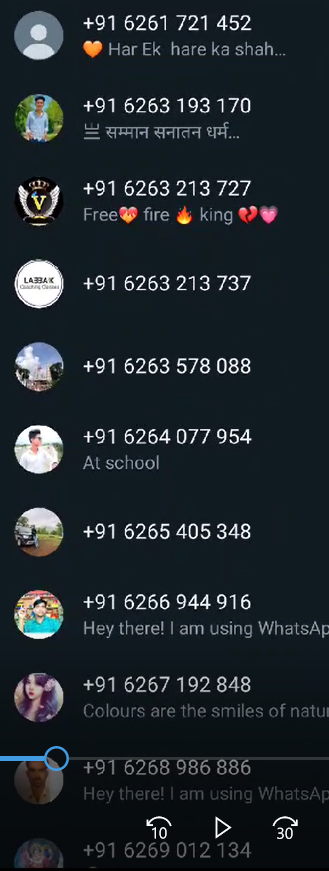 +91 6261 721 452
🧡 Har Ek hare ka shah...
+91 6263 193 170
सम्मान सनातन धर्म...
+91 6263 213 727
Free💝 fire 🔥 king 💔💗
V
+91 6263 213 737
LABBAIK
Coaching Classes
+91 6263 578 088
+91 6264 077 954
At school
+91 6265 405 348
+91 6266 944 916
Hey there! I am using WhatsAp
+91 6267 192 848
Colours are the smiles of natur
+91 6268 986 886
Hey there! I am using WhatsAp
10
30
+91 6269 012 134